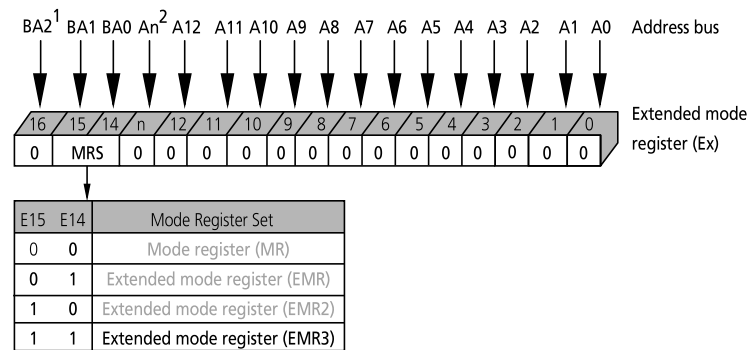 BA2¹ BA1 BA0 An² A12 A11 A10 A9 A8 A7 A6 A5 A4 A3 A2 A1 A0 Address bus
16 15 14 n 12 11 10 9 8 7 6 5 4 3 2 1 0 Extended mode
register (Ex)
0 MRS 0 0 0 0 0 0 0 0 0 0 0 0 0 0
E15 E14 Mode Register Set
0 0 Mode register (MR)
0 1 Extended mode register (EMR)
1 0 Extended mode register (EMR2)
1 1 Extended mode register (EMR3)